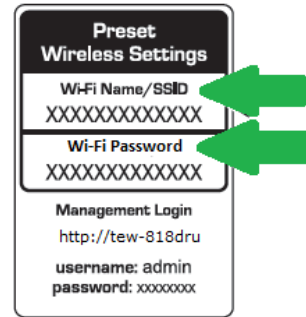 Preset
Wireless Settings
Wi-Fi Name/SSID
XXXXXXXXXXXXX
Wi-Fi Password
XXXXXXXXXXXXX
Management Login
http://tew-818dru
username: admin
password: xxxxxxxx